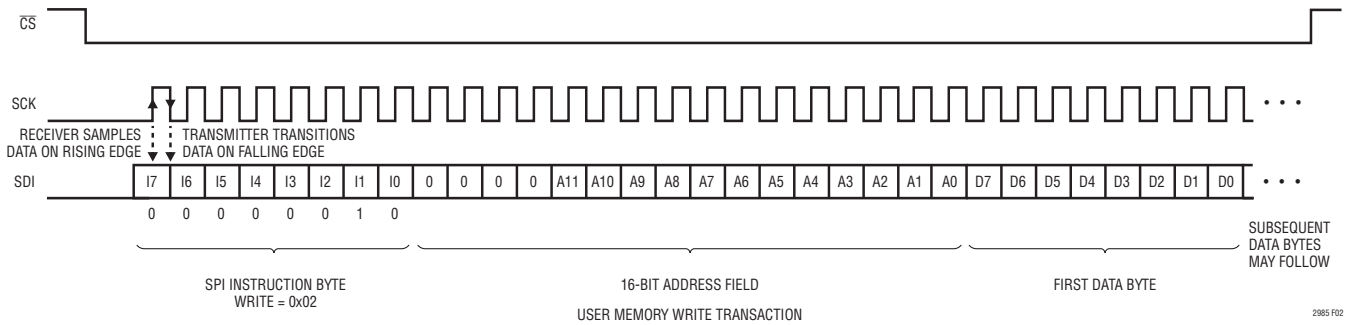 CS
SCK
RECEIVER SAMPLES
DATA ON RISING EDGE
TRANSMITTER TRANSITIONS
DATA ON FALLING EDGE
SDI
I7 I6 I5 I4 I3 I2 I1 I0 0 0 0 0 A11 A10 A9 A8 A7 A6 A5 A4 A3 A2 A1 A0 D7 D6 D5 D4 D3 D2 D1 D0
0 0 0 0 0 0 1 0
SUBSEQUENT
DATA BYTES
MAY FOLLOW
SPI INSTRUCTION BYTE
WRITE = 0x02
16-BIT ADDRESS FIELD
FIRST DATA BYTE
USER MEMORY WRITE TRANSACTION
2985 F02